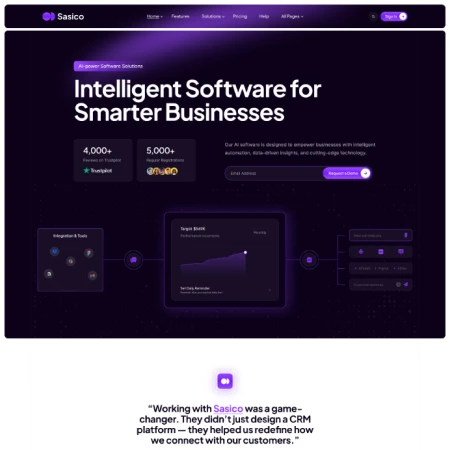 Sasico
Home
Features
Solutions
Pricing
Help
All Pages
Sign In
AI-power Software Solutions
Intelligent Software for
Smarter Businesses
4,000+
Reviews on Trustpilot
Trustpilot
5,000+
Regular Registrations
Our AI software is designed to empower businesses with intelligent
automation, data-driven insights, and cutting-edge technology.
Email Address
Request a Demo
Integration & Tools
Target
Set Daily Reminder
“Working with Sasico was a game-
changer. They didn’t just design a CRM
platform — they helped us redefine how
we connect with our customers.”